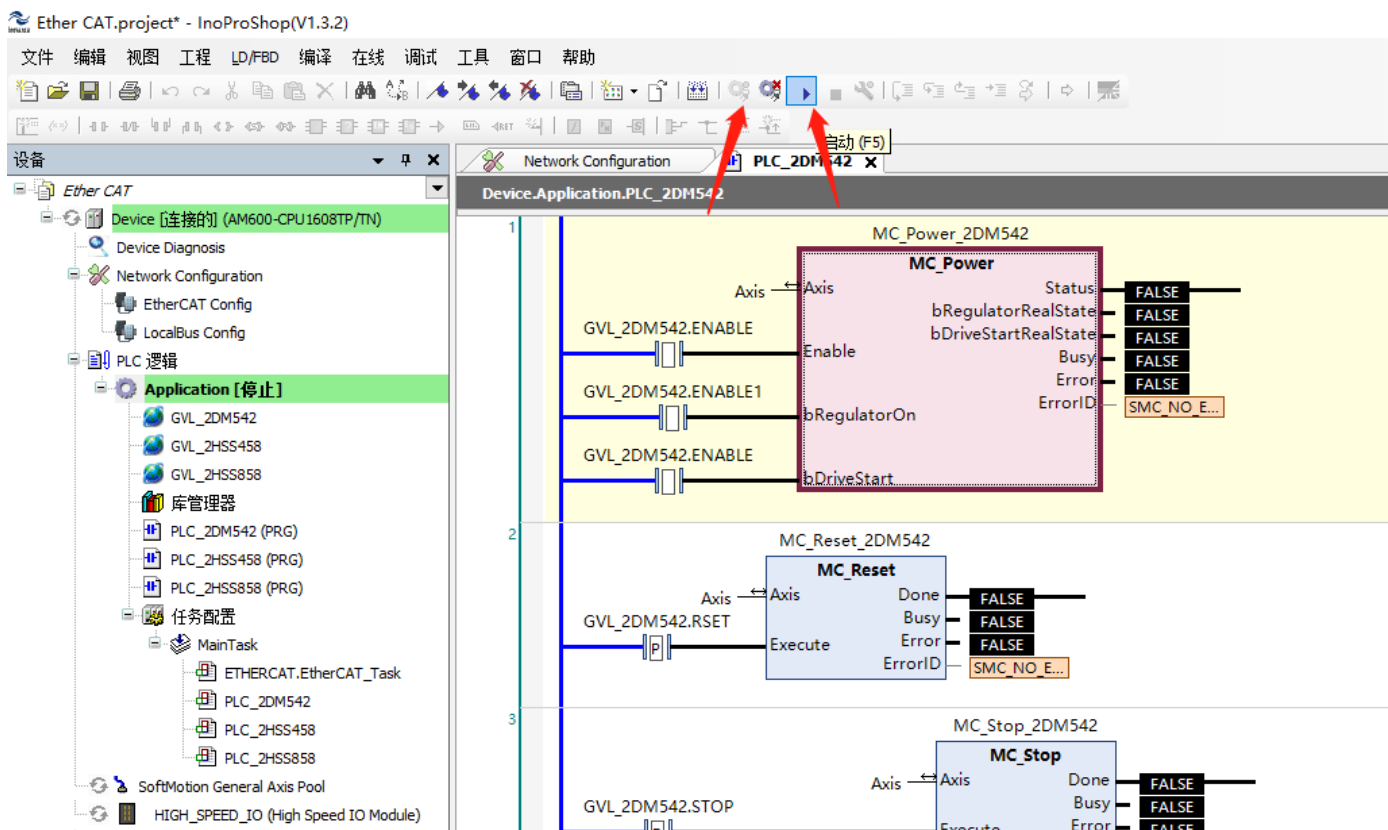 Ether CAT.project* - InoProShop(V1.3.2)
文件 编辑 视图 工程 LD/FBD 编译 在线 调试 工具 窗口 帮助
启动 (F5)
设备
Network Configuration
PLC_2DM542
Ether CAT
Device.Application.PLC_2DM542
Device [连接的] (AM600-CPU1608TP/TN)
Device Diagnosis
Network Configuration
EtherCAT Config
LocalBus Config
PLC 逻辑
Application [停止]
GVL_2DM542
GVL_2HSS458
GVL_2HSS858
库管理器
PLC_2DM542 (PRG)
PLC_2HSS458 (PRG)
PLC_2HSS858 (PRG)
任务配置
MainTask
ETHERCAT.EtherCAT_Task
PLC_2DM542
PLC_2HSS458
PLC_2HSS858
SoftMotion General Axis Pool
HIGH_SPEED_IO (High Speed IO Module)
1
MC_Power_2DM542
MC_Power
Axis Axis Status FALSE
bRegulatorRealState FALSE
GVL_2DM542.ENABLE bDriveStartRealState FALSE
Enable Busy FALSE
Error FALSE
GVL_2DM542.ENABLE1 ErrorID SMC_NO_E...
bRegulatorOn
GVL_2DM542.ENABLE
bDriveStart
2
MC_Reset_2DM542
MC_Reset
Axis Axis Done FALSE
GVL_2DM542.RSET Busy FALSE
P Execute Error FALSE
ErrorID SMC_NO_E...
3
MC_Stop_2DM542
MC_Stop
Axis Axis Done FALSE
GVL_2DM542.STOP Busy FALSE
Execute Error FALSE